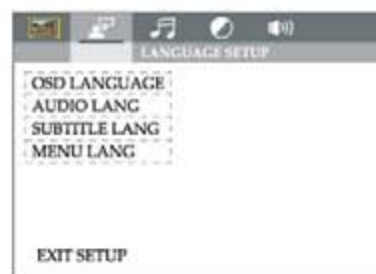 LANGUAGE SETUP
OSD LANGUAGE
AUDIO LANG
SUBTITLE LANG
MENU LANG
EXIT SETUP